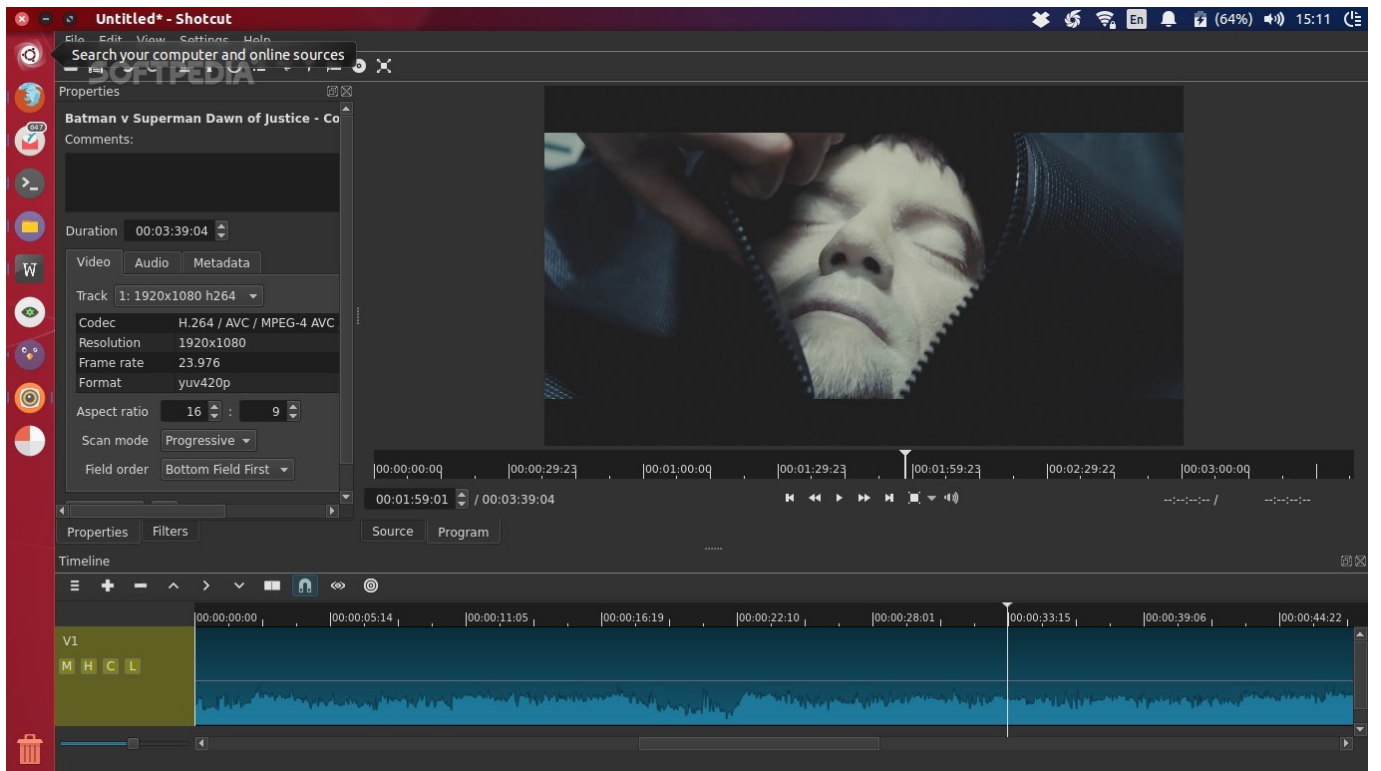 Untitled* - Shotcut
En
(64%)
15:11
File Edit View Settings Help
Search your computer and online sources
SOFTPEDIA
Properties
Batman v Superman Dawn of Justice - Co
Comments:
647
Duration 00:03:39:04
Video Audio Metadata
Track 1: 1920x1080 h264
Codec H.264 / AVC / MPEG-4 AVC
Resolution 1920x1080
Frame rate 23.976
Format yuv420p
Aspect ratio 16 : 9
Scan mode Progressive
Field order Bottom Field First
W
00:00:00:00 00:00:29:23 00:01:00:00 00:01:29:23 00:01:59:23 00:02:29:22 00:03:00:00
00:01:59:01 / 00:03:39:04
--:--:--:-- / --:--:--:--
Properties Filters
Source Program
Timeline
00:00:00:00 00:00:05:14 00:00:11:05 00:00:16:19 00:00:22:10 00:00:28:01 00:00:33:15 00:00:39:06 00:00:44:22
V1
M H C L